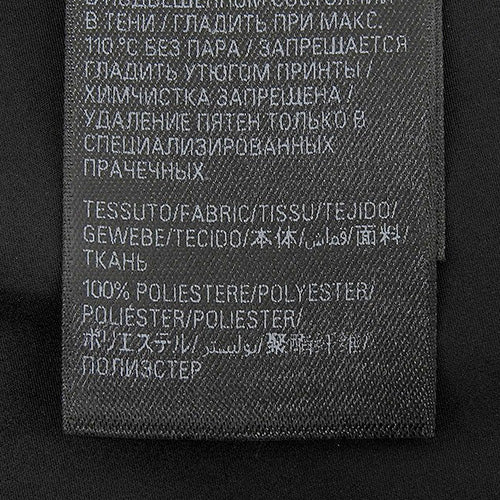 В ПОДВЕШЕННОМ СОСТОЯНИИ
В ТЕНИ / ГЛАДИТЬ ПРИ МАКС.
110 °C БЕЗ ПАРА / ЗАПРЕЩАЕТСЯ
ГЛАДИТЬ УТЮГОМ ПРИНТЫ /
ХИМЧИСТКА ЗАПРЕЩЕНА /
УДАЛЕНИЕ ПЯТЕН ТОЛЬКО В
СПЕЦИАЛИЗИРОВАННЫХ
ПРАЧЕЧНЫХ.
TESSUTO/FABRIC/TISSU/TEJIDO/
GEWEBE/TECIDO/本体/قماش/面料/
ТКАНЬ
100% POLIESTERE/POLYESTER/
POLIÉSTER/POLIESTER/
ポリエステル/بوليستر/聚酯纤维/
ПОЛИЭСТЕР